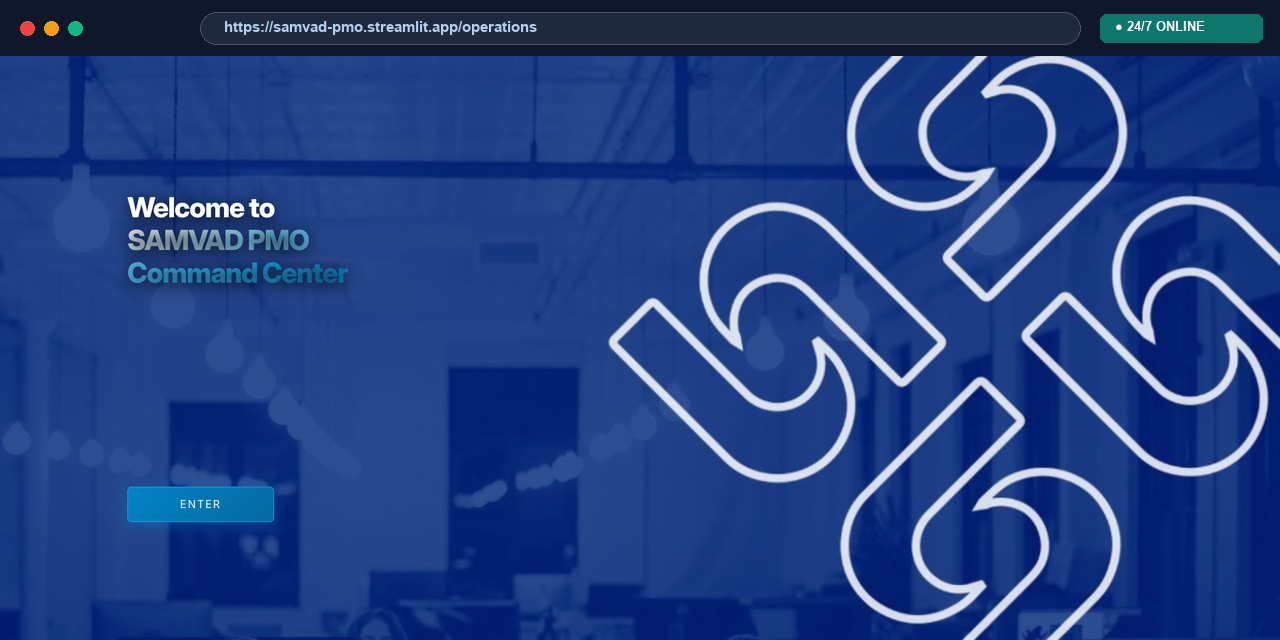 https://samvad-pmo.streamlit.app/operations
● 24/7 ONLINE
Welcome to
SAMVAD PMO
Command Center
ENTER